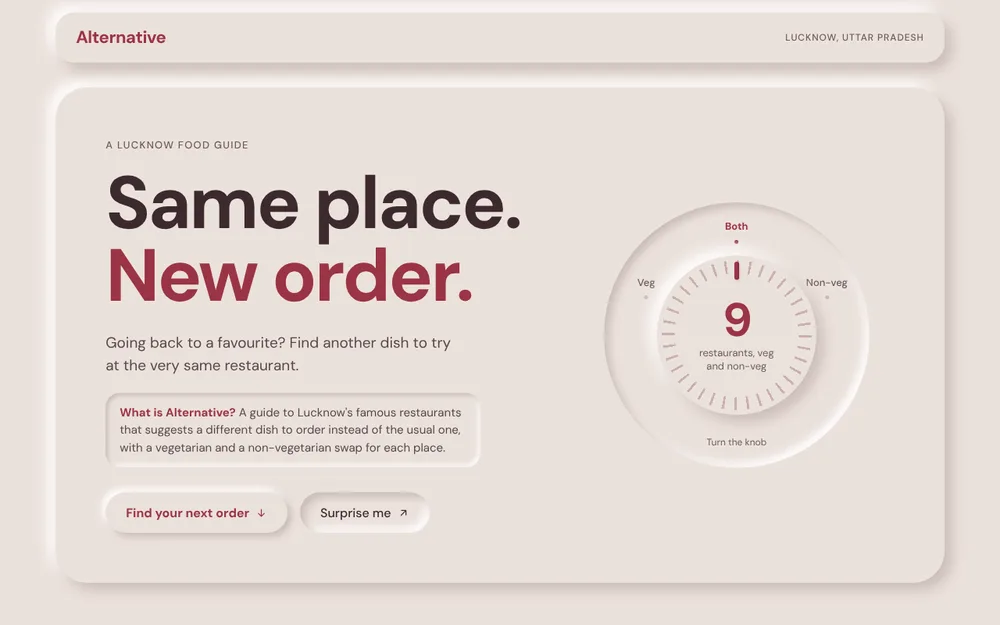 Alternative
LUCKNOW, UTTAR PRADESH
A LUCKNOW FOOD GUIDE
Same place.
New order.
Going back to a favourite? Find another dish to try
at the very same restaurant.
What is Alternative? A guide to Lucknow's famous restaurants
that suggests a different dish to order instead of the usual one,
with a vegetarian and a non-vegetarian swap for each place.
Find your next order ↓
Surprise me ↗
Both
Veg
Non-veg
9
restaurants, veg
and non-veg
Turn the knob